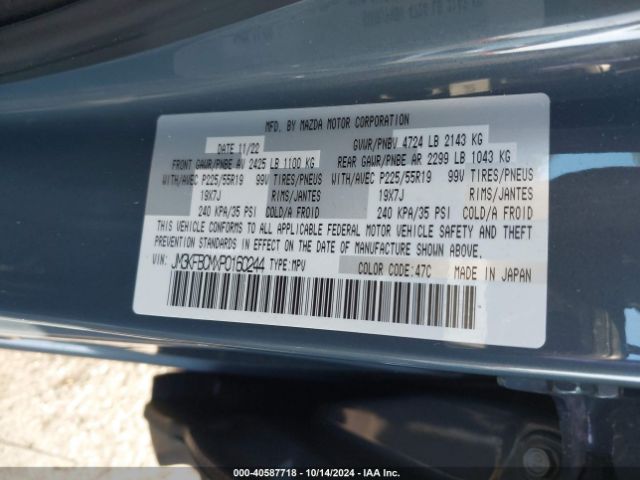 MFD. BY MAZDA MOTOR CORPORATION
DATE 11/22 GVWR/PNBV 4724 LB 2143 KG
FRONT GAWR/PNBE AV 2425 LB 1100 KG REAR GAWR/PNBE AR 2299 LB 1043 KG
WITH/AVEC P225/55R19 99V TIRES/PNEUS WITH/AVEC P225/55R19 99V TIRES/PNEUS
19X7J RIMS/JANTES 19X7J RIMS/JANTES
240 KPA/35 PSI COLD/A FROID 240 KPA/35 PSI COLD/A FROID
THIS VEHICLE CONFORMS TO ALL APPLICABLE FEDERAL MOTOR VEHICLE SAFETY AND THEFT
PREVENTION STANDARDS IN EFFECT ON THE DATE OF MANUFACTURE SHOWN ABOVE.
VIN: JM3KFBCMXP0160244 TYPE:MPV COLOR CODE:47C MADE IN JAPAN
000-40587718 | 10/14/2024 | IAA Inc.